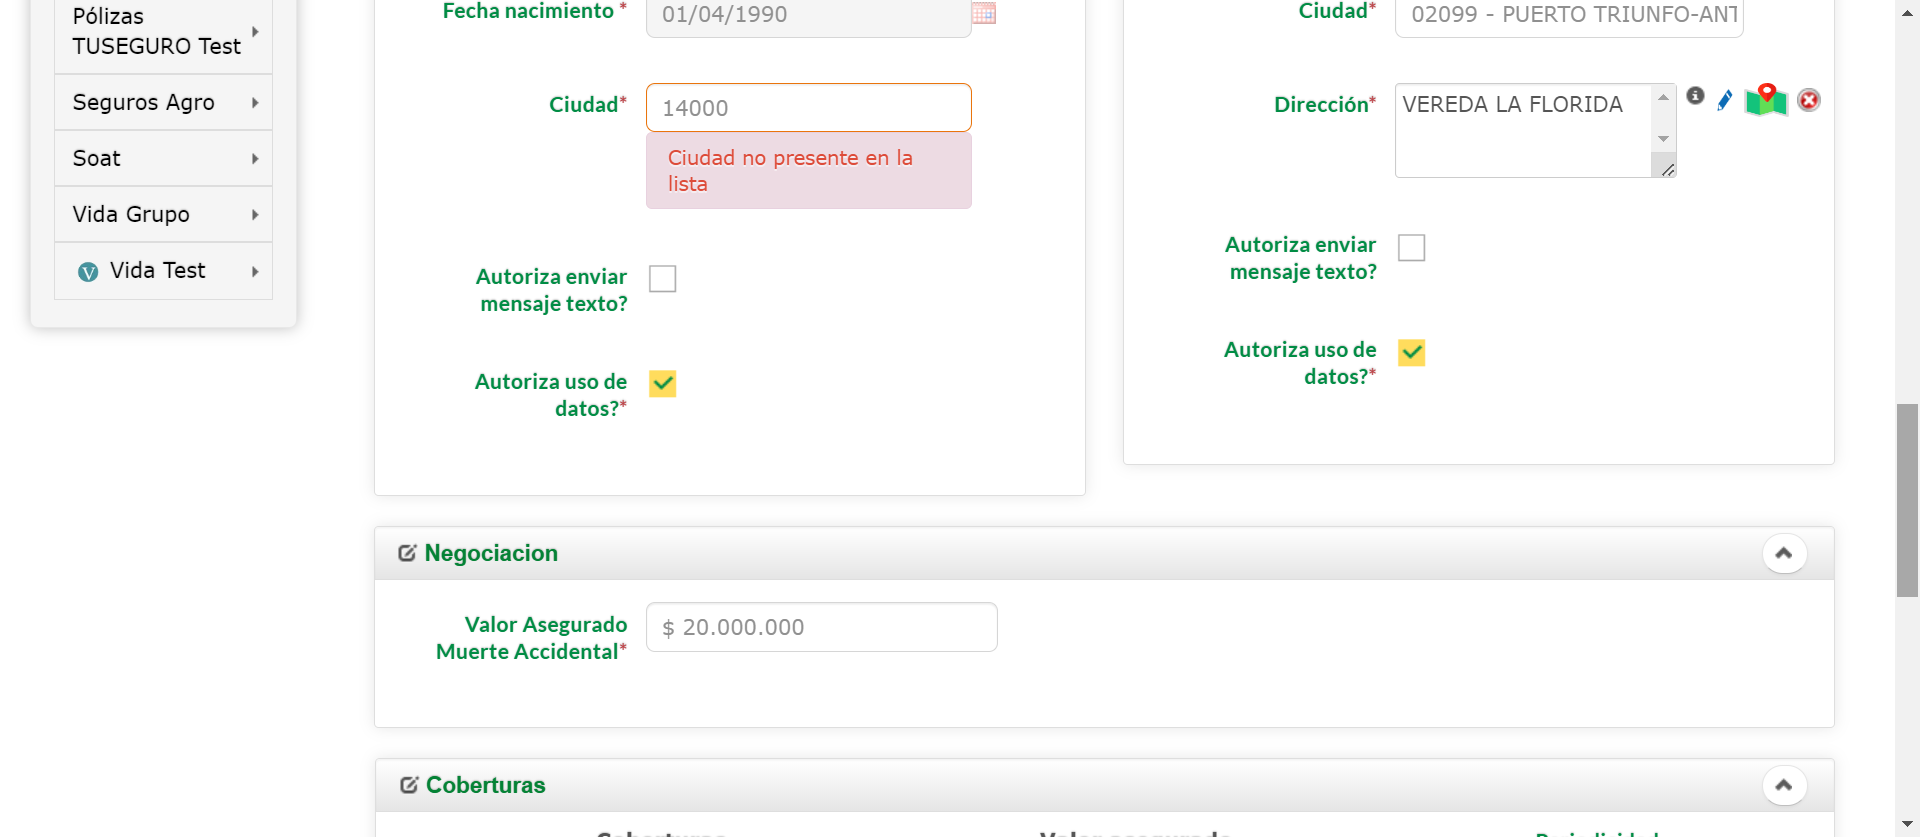 Pólizas
TUSEGURO Test
Seguros Agro
Soat
Vida Grupo
V Vida Test
Fecha nacimiento *
01/04/1990
Ciudad*
14000
Ciudad no presente en la
lista
Autoriza enviar
mensaje texto?
Autoriza uso de
datos?*
Ciudad*
02099 - PUERTO TRIUNFO-ANT
Dirección*
VEREDA LA FLORIDA
Autoriza enviar
mensaje texto?
Autoriza uso de
datos?*
Negociacion
Valor Asegurado
Muerte Accidental*
$ 20.000.000
Coberturas
Coberturas
Valor asegurado